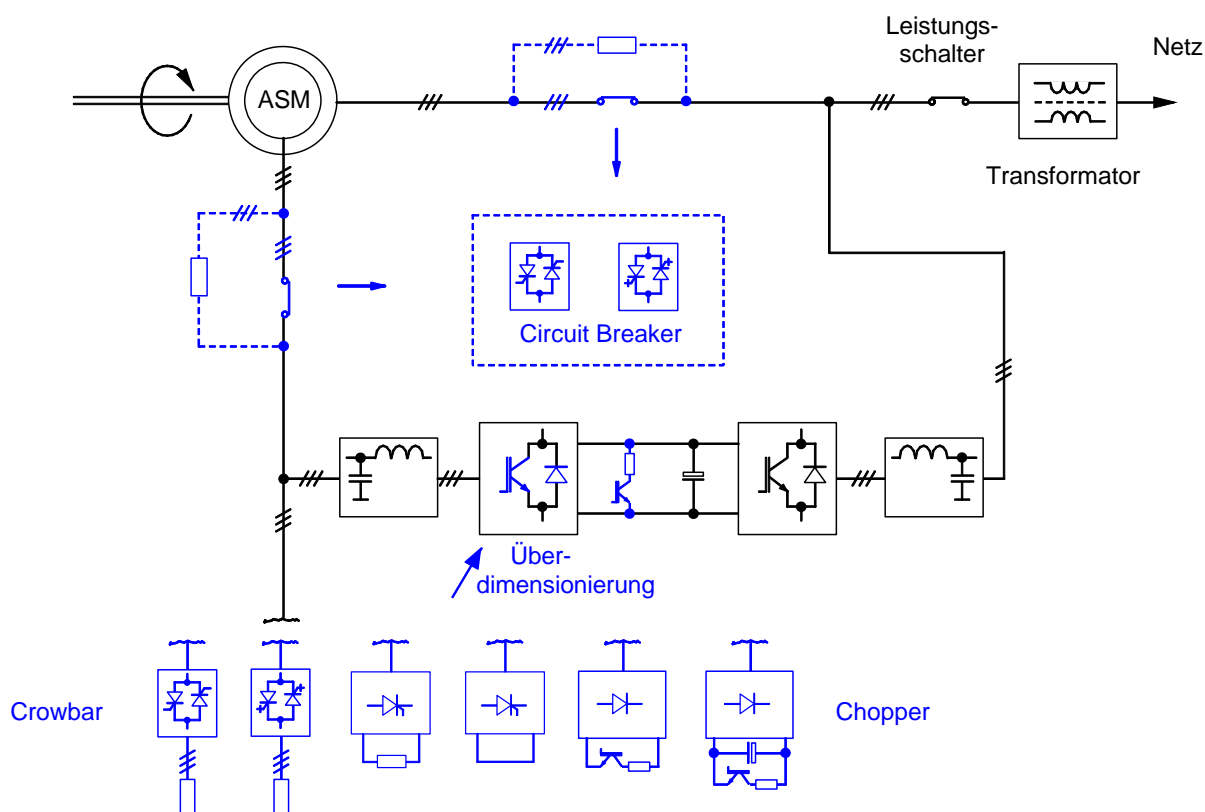 Leistungs-
schalter
Netz
ASM
Transformator
Circuit Breaker
Über-
dimensionierung
Crowbar
Chopper